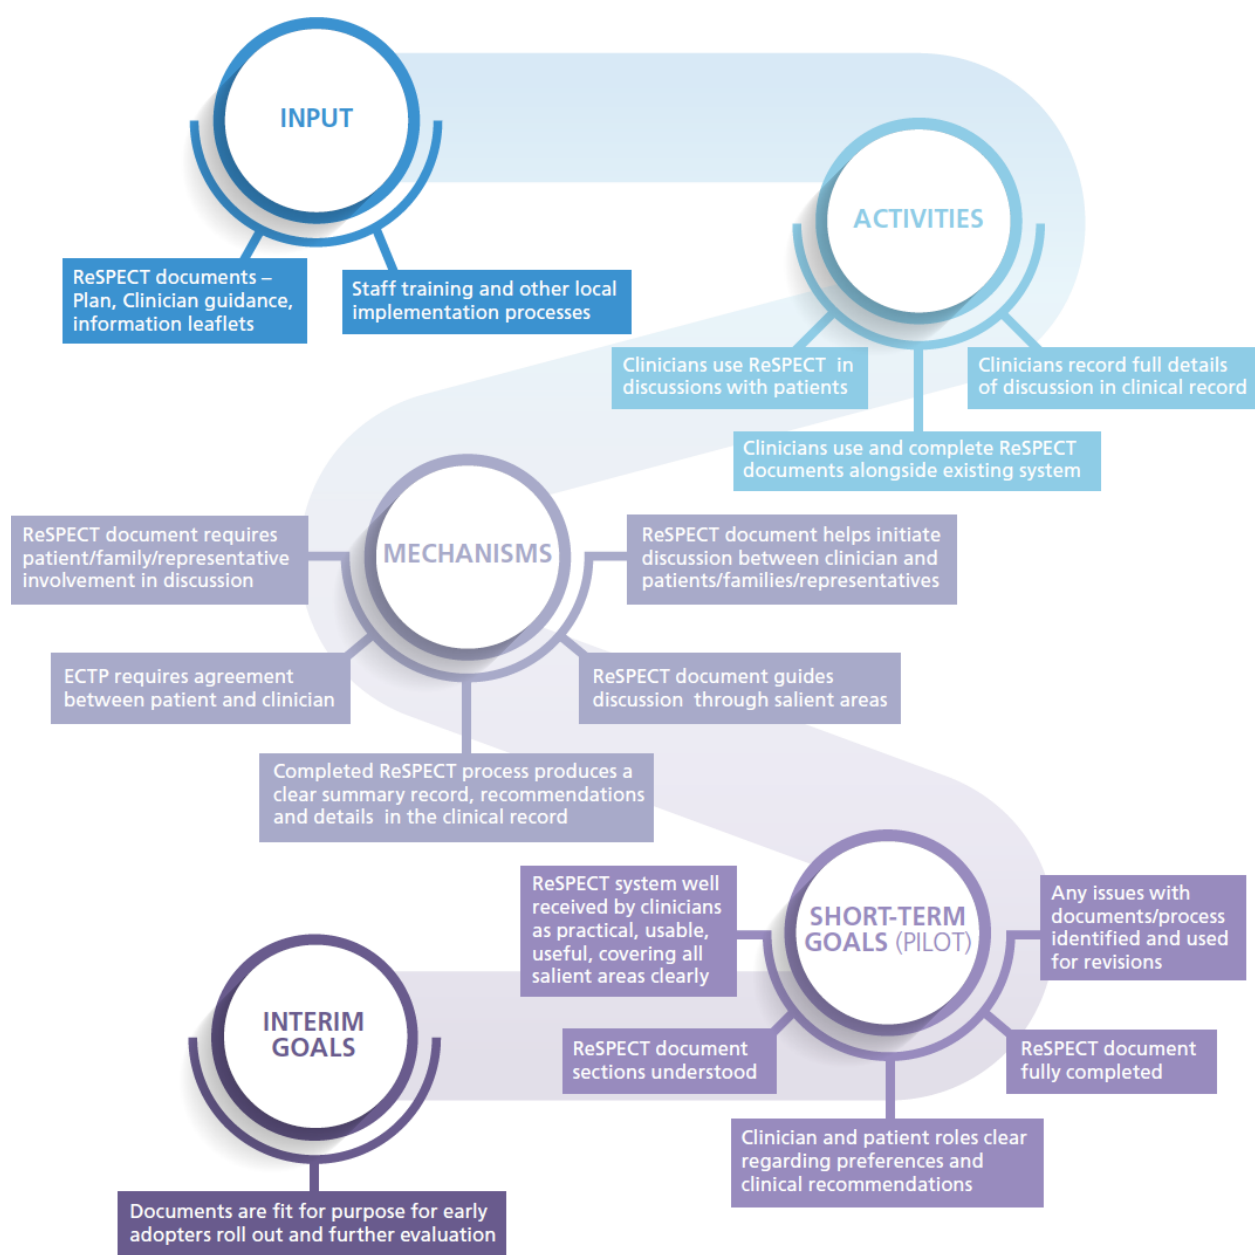 INPUT
ReSPECT documents –
Plan, Clinician guidance,
information leaflets
Staff training and other local
implementation processes
ACTIVITIES
Clinicians use ReSPECT in
discussions with patients
Clinicians use and complete ReSPECT
documents alongside existing system
Clinicians record full details
of discussion in clinical record
MECHANISMS
ReSPECT document requires
patient/family/representative
involvement in discussion
ECTP requires agreement
between patient and clinician
Completed ReSPECT process produces a
clear summary record, recommendations
and details in the clinical record
ReSPECT document guides
discussion through salient areas
ReSPECT document helps initiate
discussion between clinician and
patients/families/representatives
SHORT-TERM
GOALS (PILOT)
ReSPECT system well
received by clinicians
as practical, usable,
useful, covering all
salient areas clearly
ReSPECT document
sections understood
Clinician and patient roles clear
regarding preferences and
clinical recommendations
ReSPECT document
fully completed
Any issues with
documents/process
identified and used
for revisions
INTERIM
GOALS
Documents are fit for purpose for early
adopters roll out and further evaluation